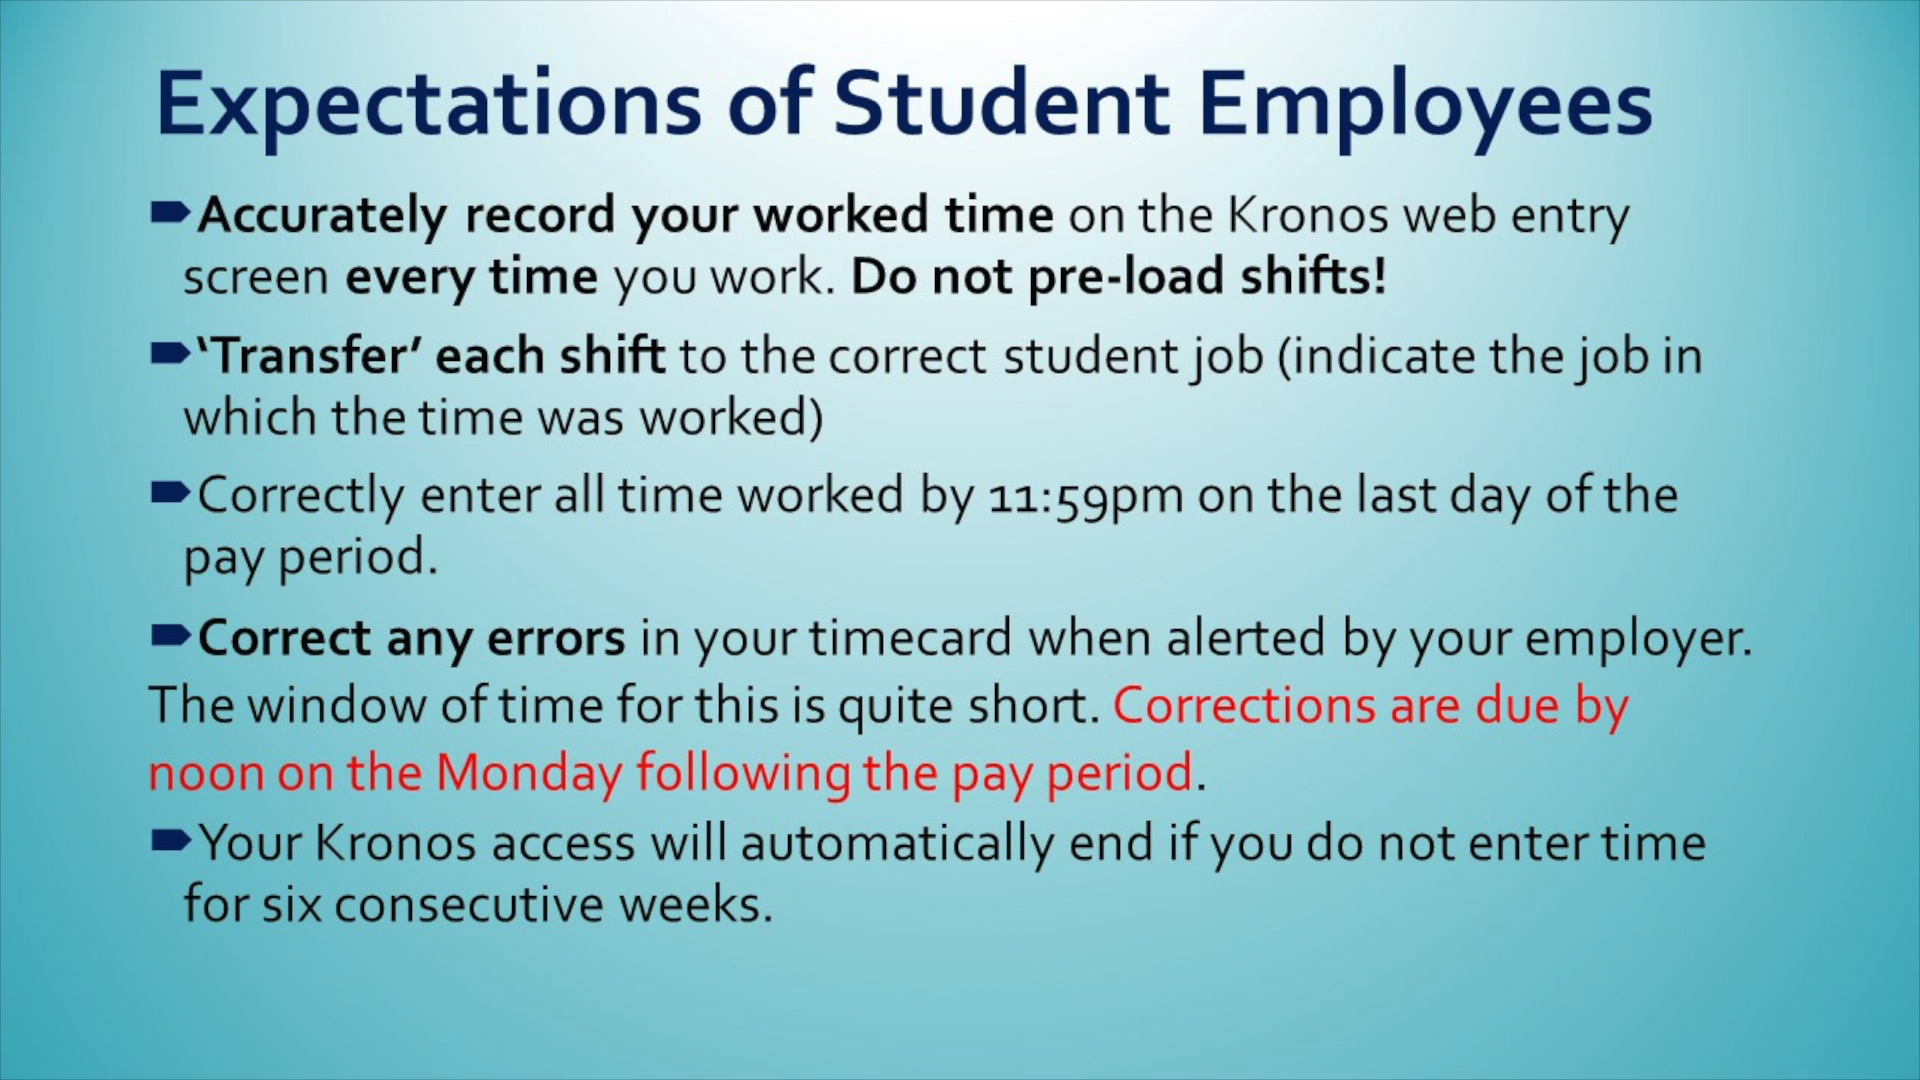 Expectations of Student Employees
Accurately record your worked time on the Kronos web entry
screen every time you work. Do not pre-load shifts!
‘Transfer’ each shift to the correct student job (indicate the job in
which the time was worked)
Correctly enter all time worked by 11:59pm on the last day of the
pay period.
Correct any errors in your timecard when alerted by your employer.
The window of time for this is quite short. Corrections are due by
noon on the Monday following the pay period.
Your Kronos access will automatically end if you do not enter time
for six consecutive weeks.